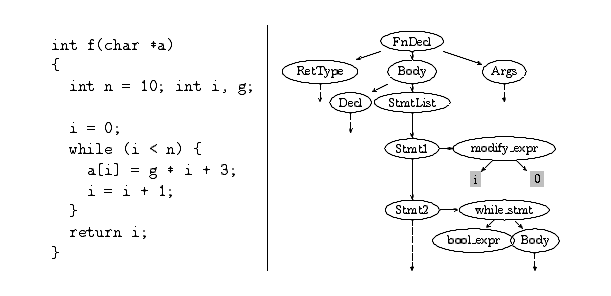 int f(char *a)
{
int n = 10; int i, g;
i = 0;
while (i < n) {
a[i] = g * i + 3;
i = i + 1;
}
return i;
}
FnDecl
RetType
Body
Args
Decl
StmtList
Stmt1
modify_expr
i
0
Stmt2
while_stmt
bool_expr
Body